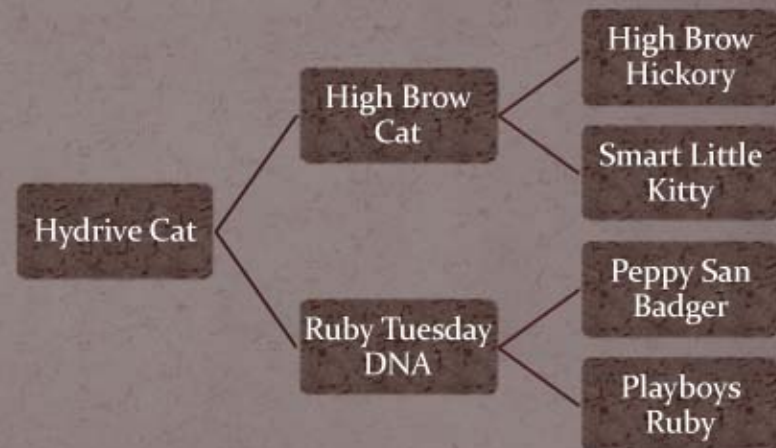 Hydrive Cat
High Brow
Cat
Ruby Tuesday
DNA
High Brow
Hickory
Smart Little
Kitty
Peppy San
Badger
Playboys
Ruby